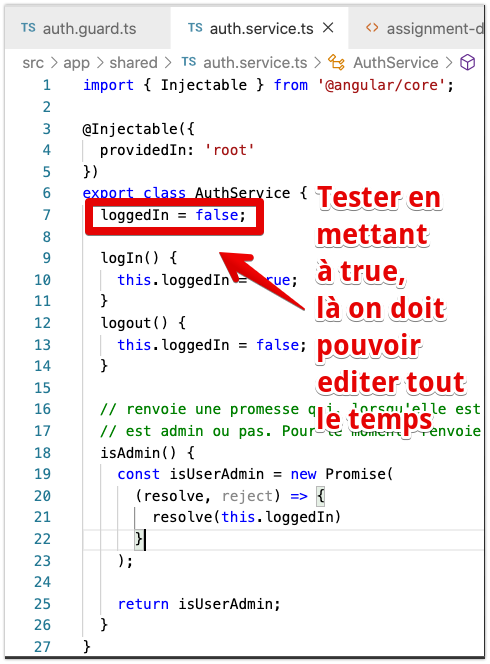 TS auth.guard.ts TS auth.service.ts × <> assignment-d
src > app > shared > TS auth.service.ts > AuthService >
1 import { Injectable } from '@angular/core';
2
3 @Injectable({
4 providedIn: 'root'
5 })
6 export class AuthService {
7 loggedIn = false;
8
9 logIn() {
10 this.loggedIn = true;
11 }
12 logout() {
13 this.loggedIn = false;
14 }
15
16 // renvoie une promesse qui, lorsqu'elle est
17 // est admin ou pas. Pour le moment renvoie
18 isAdmin() {
19 const isUserAdmin = new Promise(
20 (resolve, reject) => {
21 resolve(this.loggedIn)
22 }
23 );
24
25 return isUserAdmin;
26 }
27 }
Tester en
mettant
à true,
là on doit
pouvoir
editer tout
le temps